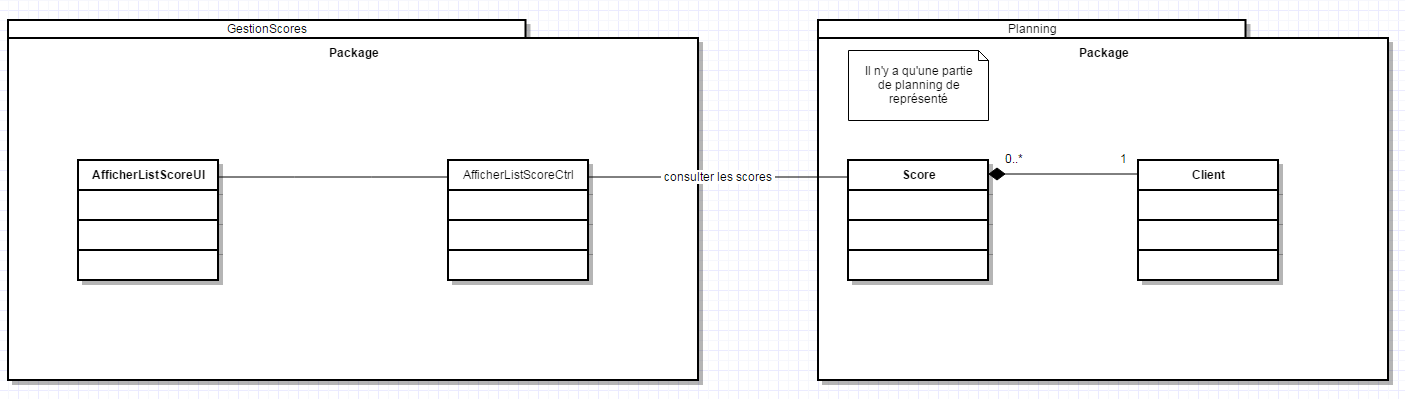 GestionScores
Package
AfficherListScoreUI
AfficherListScoreCtrl
consulter les scores
Planning
Package
Il n'y a qu'une partie
de planning de
représenté
Score
0..*
1
Client